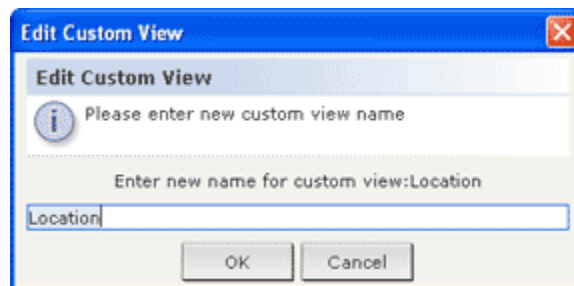 Edit Custom View
Edit Custom View
Please enter new custom view name
Enter new name for custom view:Location
Location
OK Cancel